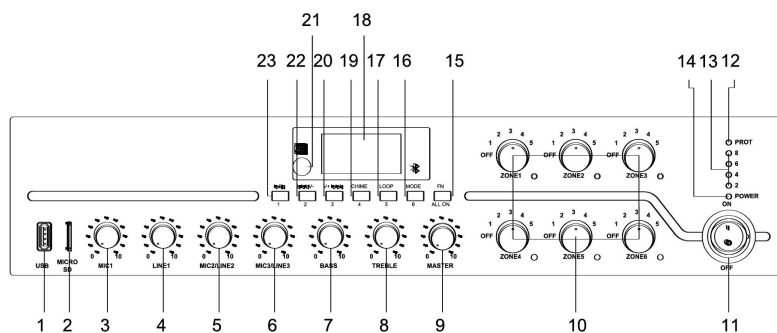 21
18
23 22 20 19 17 16 15
14 13 12
PROT
8
6
4
2
POWER
ON
OFF
CHIME LOOP MODE FN
1 2 3 4 5 6 ALL ON
OFF 1 2 3 4 5 ZONE1
OFF 1 2 3 4 5 ZONE2
OFF 1 2 3 4 5 ZONE3
OFF 1 2 3 4 5 ZONE4
OFF 1 2 3 4 5 ZONE5
OFF 1 2 3 4 5 ZONE6
USB
MICRO SD
0 10 MIC1
0 10 LINE1
0 10 MIC2/LINE2
0 10 MIC3/LINE3
0 10 BASS
0 10 TREBLE
0 10 MASTER
1 2 3 4 5 6 7 8 9 10 11